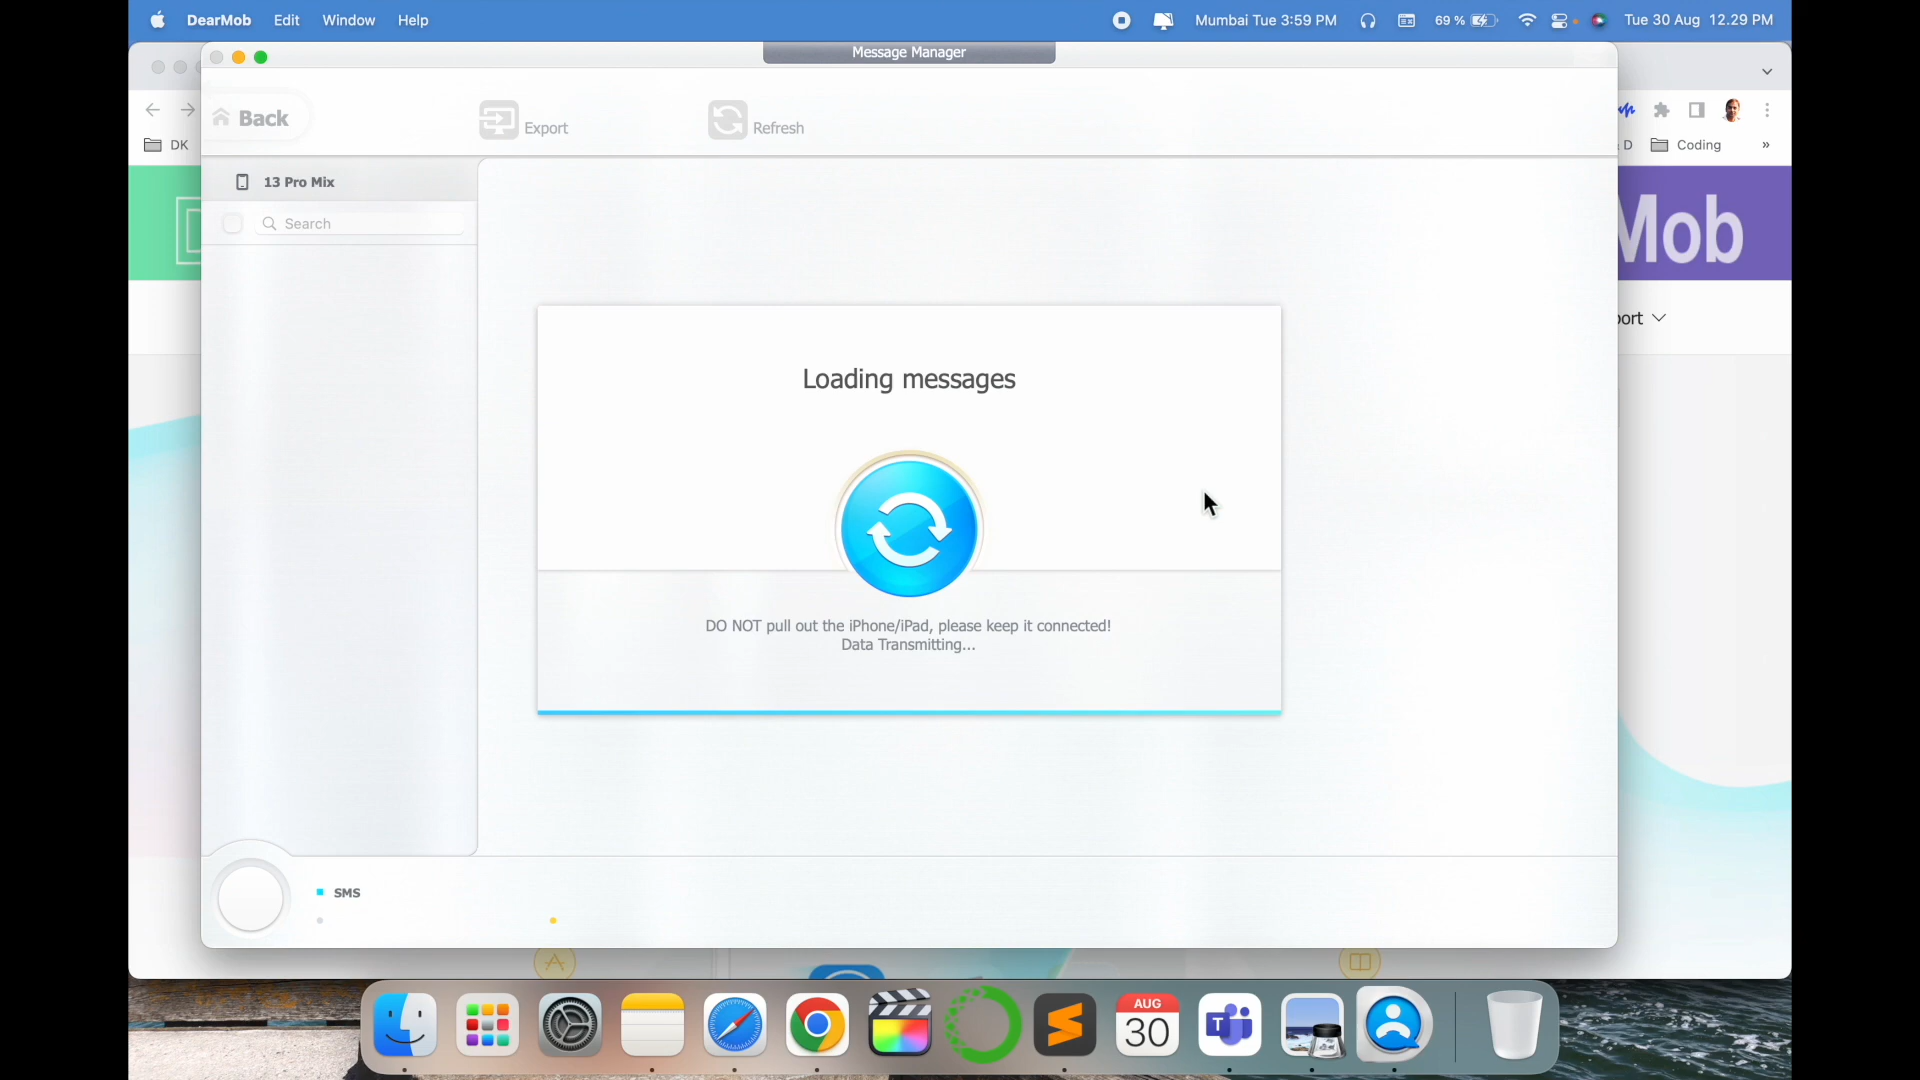 DearMob Edit Window Help Mumbai Tue 3:59 PM 69 % Tue 30 Aug 12.29 PM
Message Manager
Back
Export
Refresh
DK
D
Coding
»
13 Pro Mix
Search
Mob
Loading messages
port
DO NOT pull out the iPhone/iPad, please keep it connected!
Data Transmitting...
SMS
AUG
30
T